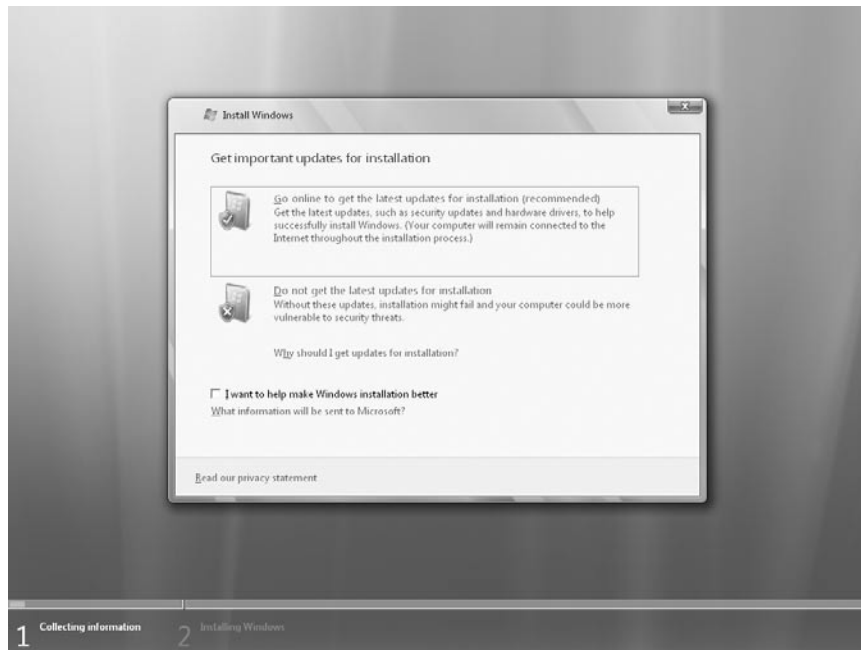 Install Windows
Get important updates for installation
Go online to get the latest updates for installation (recommended)
Get the latest updates, such as security updates and hardware drivers, to help
successfully install Windows. (Your computer will remain connected to the
Internet throughout the installation process.)
Do not get the latest updates for installation
Without these updates, installation might fail and your computer could be more
vulnerable to security threats.
Why should I get updates for installation?
I want to help make Windows installation better
What information will be sent to Microsoft?
Read our privacy statement
1 Collecting information
2 Installing Windows